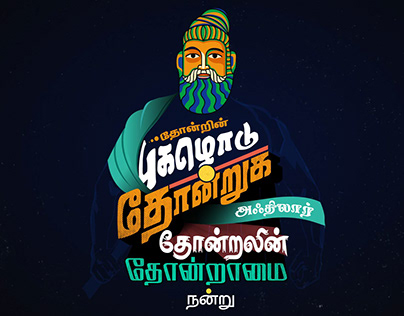 தோன்றின்
புகழொடு
தோன்றுக
அஃதிலார்
தோன்றலின்
தோன்றாமை
நன்று